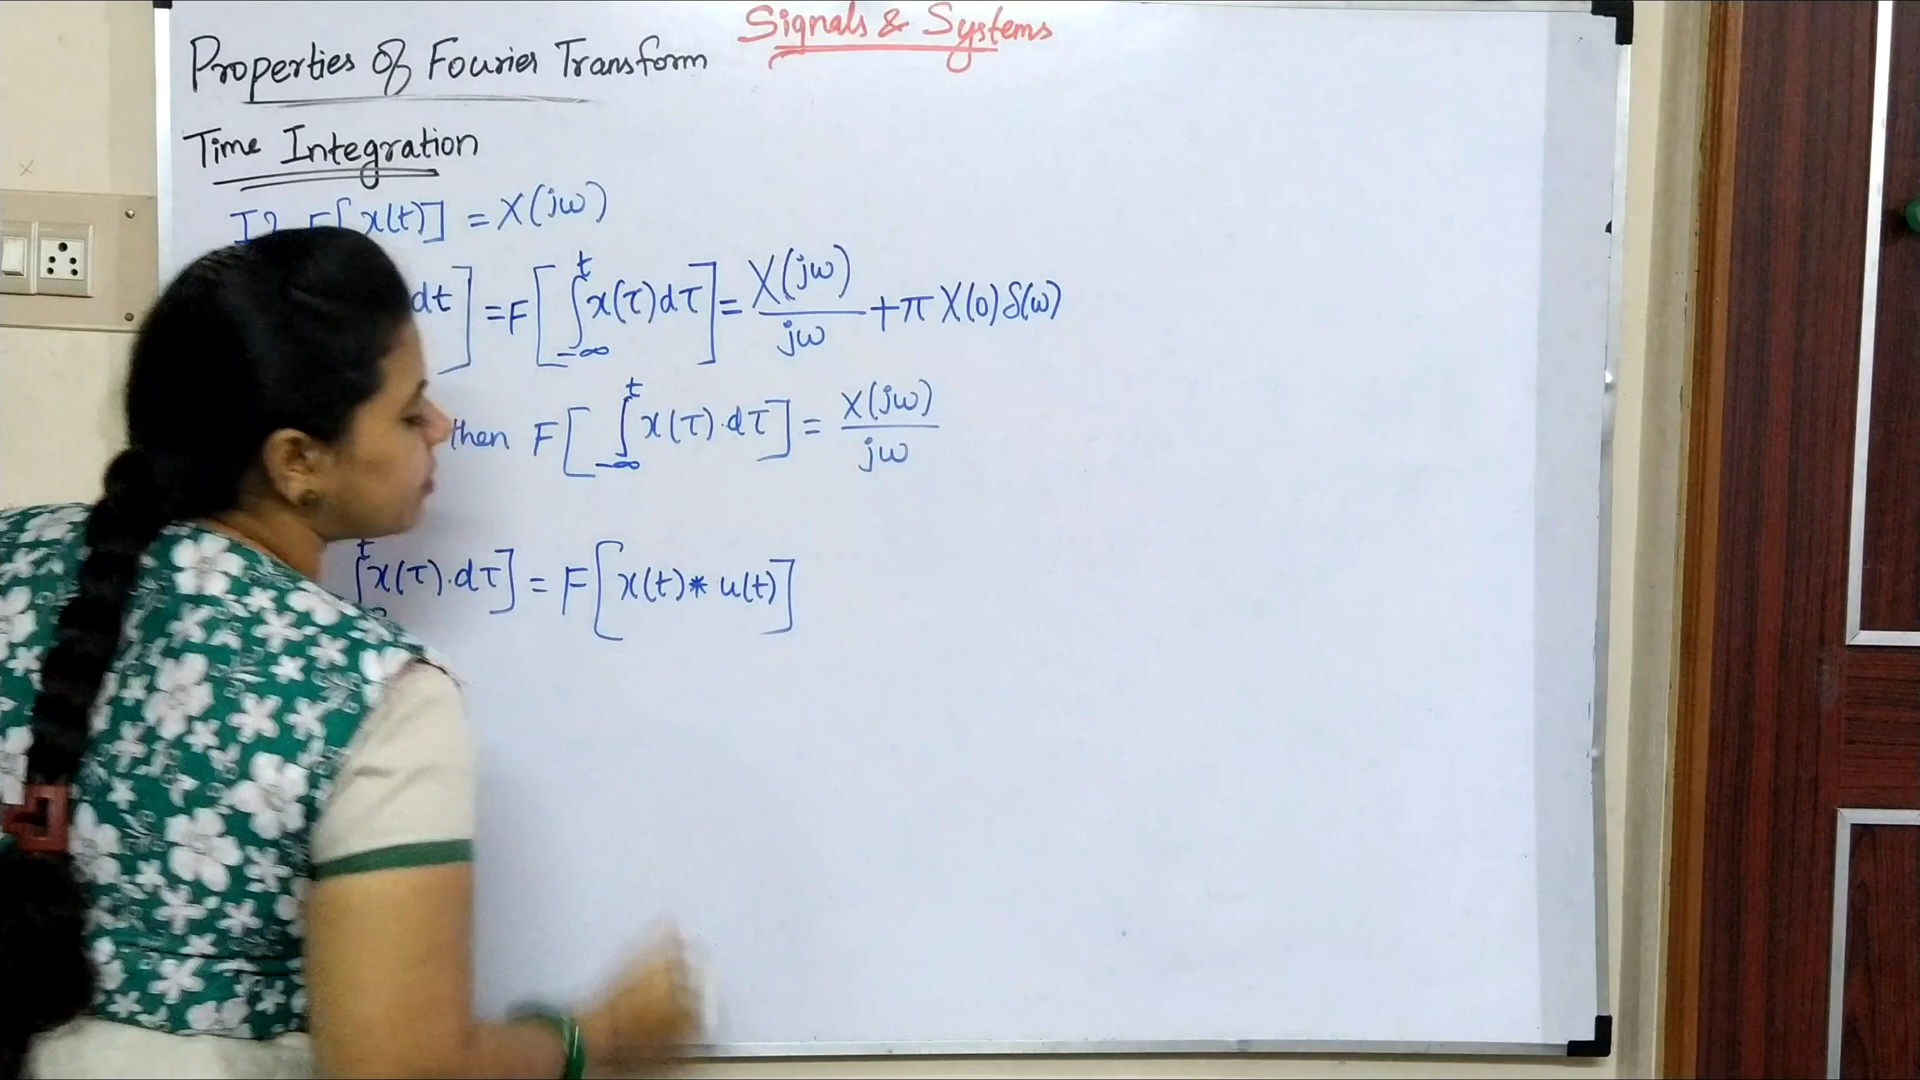 Signals & Systems
Properties Of Fourier Transform
Time Integration
If F[x(t)] = X(jω)
dt] = F[∫_{-∞}^{t} x(τ)dτ] = X(jω)/jω + π X(0) δ(ω)
then F[∫_{-∞}^{t} x(τ).dτ] = X(jω)/jω
∫^{t} x(τ).dτ] = F[x(t) * u(t)]